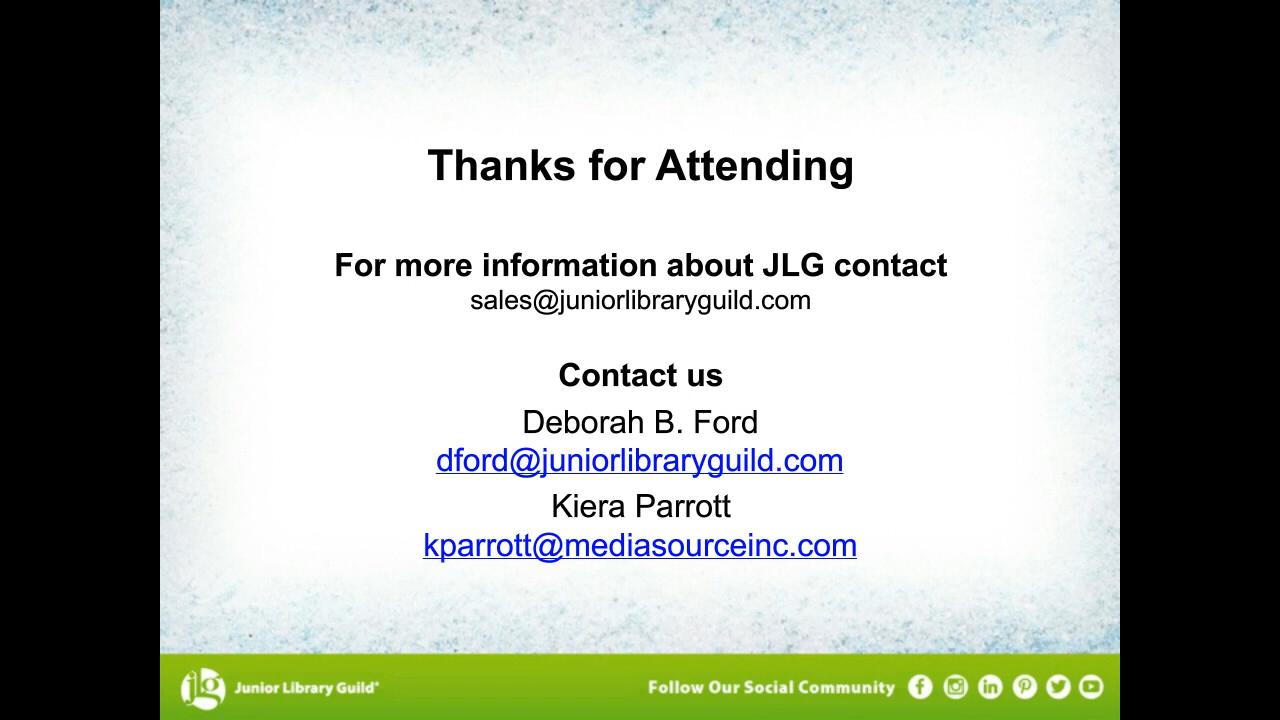 Thanks for Attending
For more information about JLG contact
sales@juniorlibraryguild.com
Contact us
Deborah B. Ford
dford@juniorlibraryguild.com
Kiera Parrott
kparrott@mediasourceinc.com
jlg Junior Library Guild® Follow Our Social Community